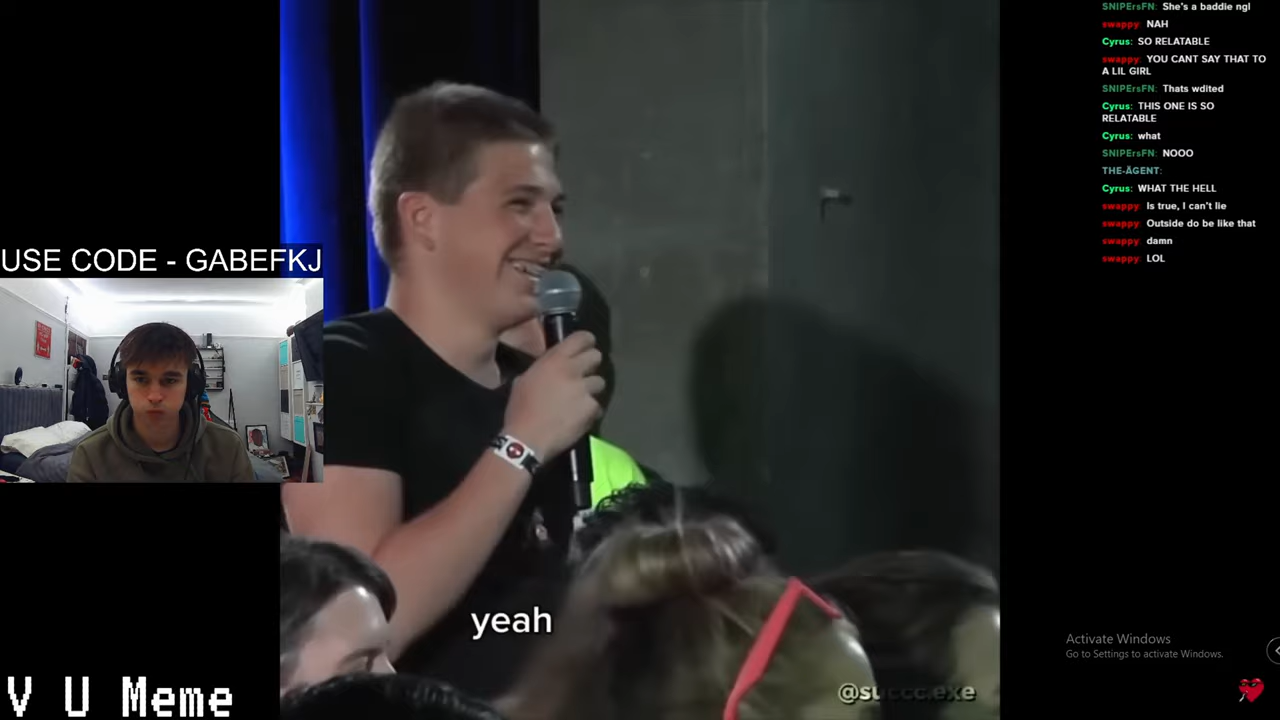 SNIPErsFN: She's a baddie ngl
swappy: NAH
Cyrus: SO RELATABLE
swappy: YOU CANT SAY THAT TO
A LIL GIRL
SNIPErsFN: Thats wdited
Cyrus: THIS ONE IS SO
RELATABLE
Cyrus: what
SNIPErsFN: NOOO
THE-ÄGENT:
Cyrus: WHAT THE HELL
swappy: Is true, I can't lie
swappy: Outside do be like that
swappy: damn
swappy: LOL
USE CODE - GABEFKJ
yeah
Activate Windows
Go to Settings to activate Windows.
@succc.exe
V U Meme